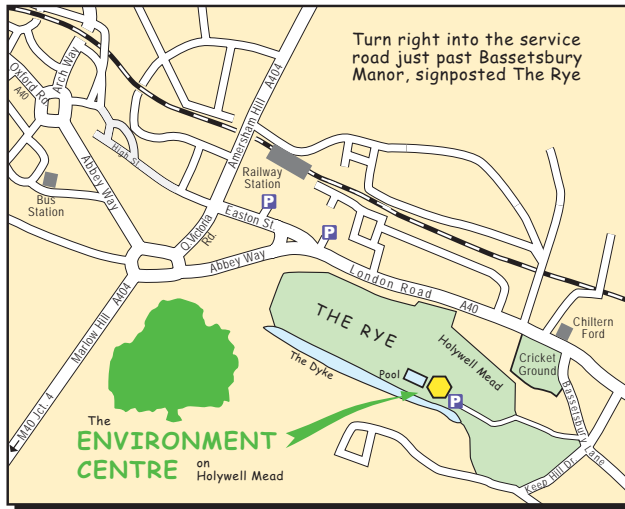 Turn right into the service
road just past Bassetsbury
Manor, signposted The Rye
Oxford Rd.
A40
Arch Way
Abbey Way
High St
Amersham Hill A404
Railway
Station
P
Bus
Station
Q.Victoria
Rd.
Easton St
P
Abbey Way
London Road A40
Marlow Hill A404
M40 Jct. 4
THE RYE
Holywell Mead
The Dyke
Pool
P
Cricket
Ground
Chiltern
Ford
Bassetsbury Lane
Keep Hill Dr.
The
ENVIRONMENT
CENTRE on
Holywell Mead